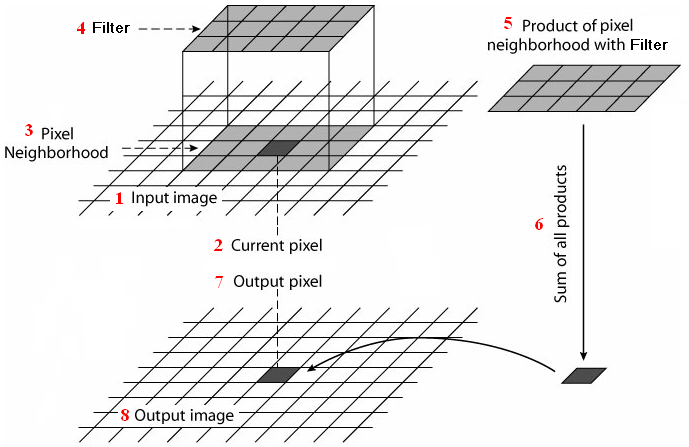 4 Filter
5 Product of pixel
neighborhood with Filter
3 Pixel
Neighborhood
1 Input image
6 Sum of all products
2 Current pixel
7 Output pixel
8 Output image